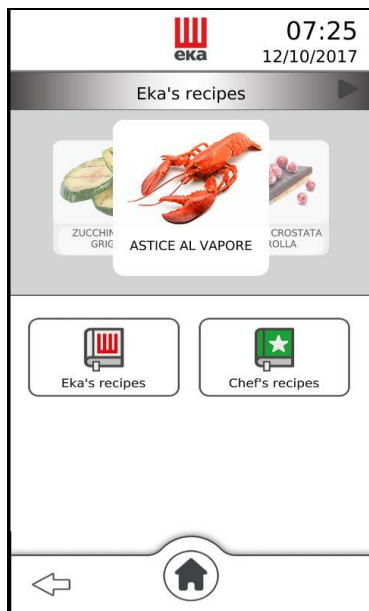 eka
07:25
12/10/2017
Eka's recipes
ZUCCHIN
GRIG
ASTICE AL VAPORE
CROSTATA
ROLLA
Eka's recipes
Chef's recipes